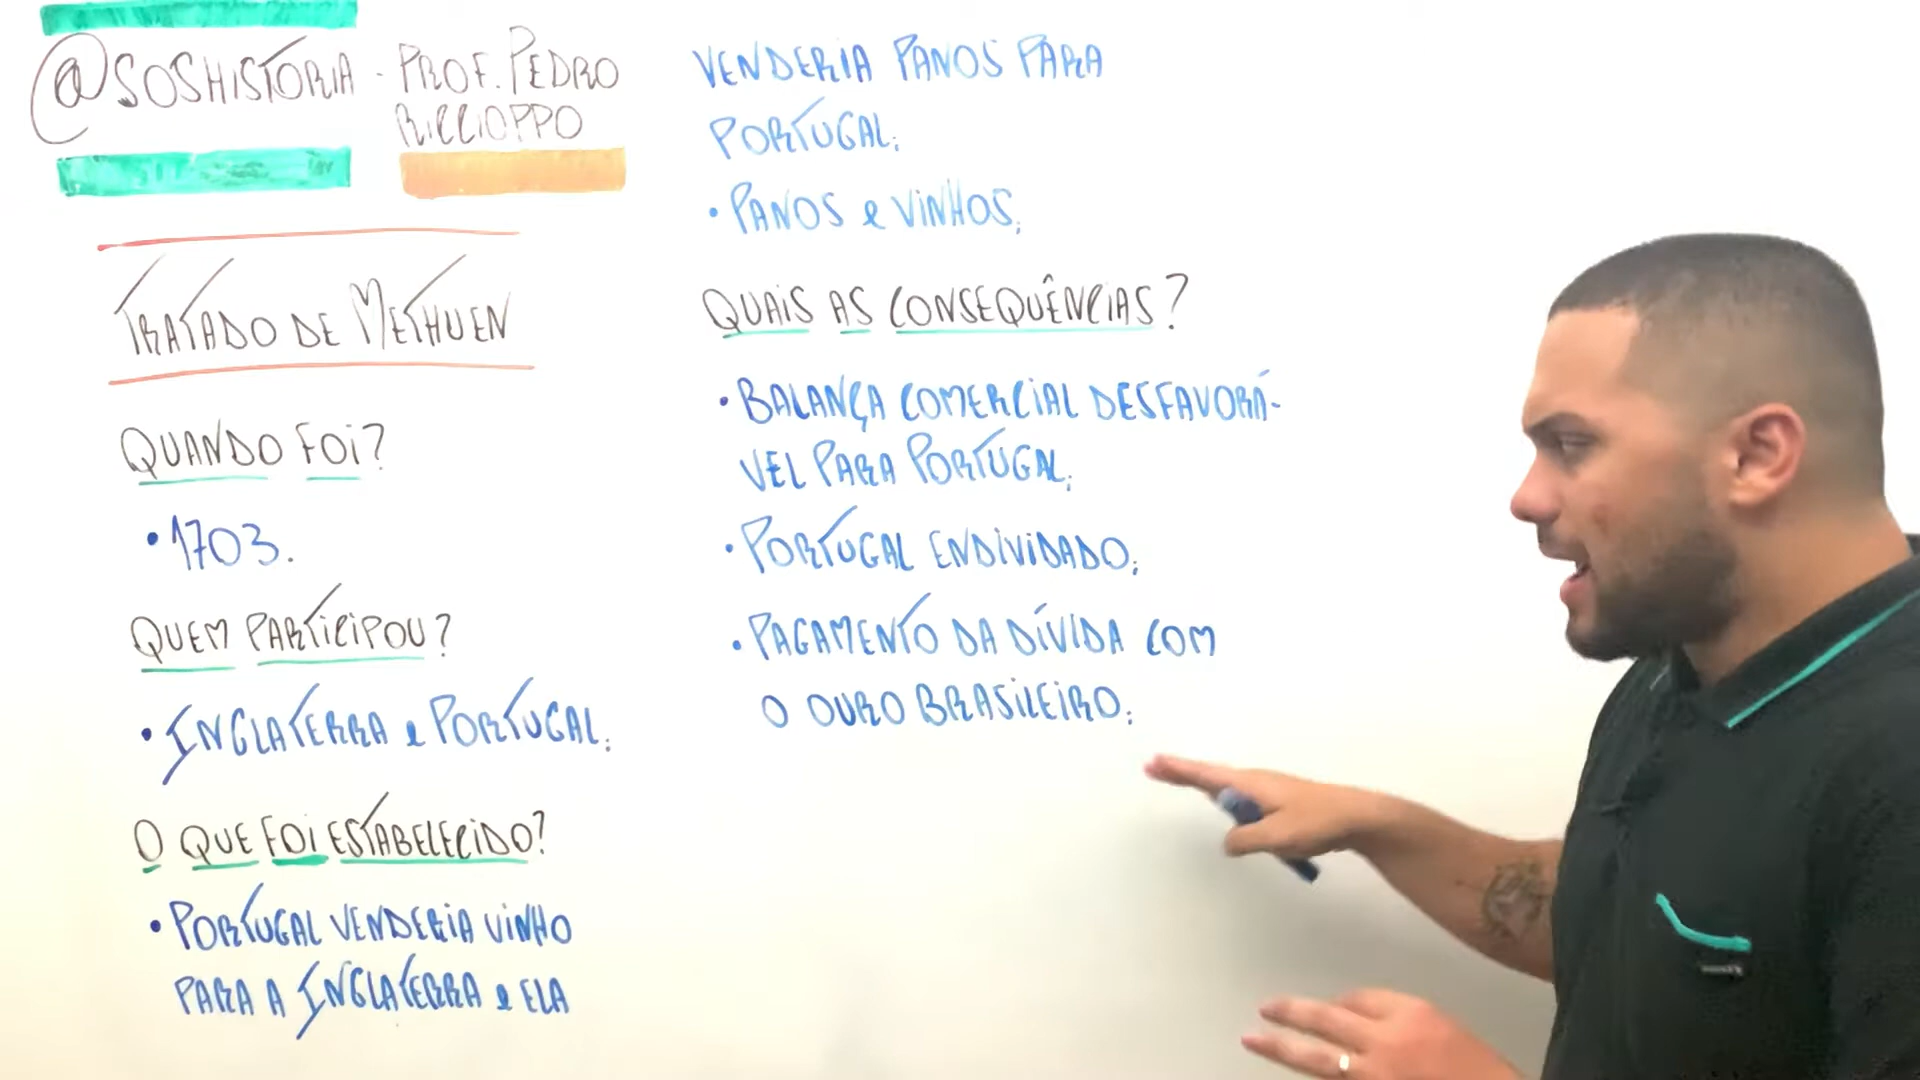 @SOSHISTORIA - PROF. PEDRO
RICCIOPPO
TRATADO DE METHUEN
QUANDO FOI?
• 1703.
QUEM PARTICIPOU?
• INGLATERRA e PORTUGAL;
O QUE FOI ESTABELECIDO?
• PORTUGAL VENDERIA VINHO
PARA A INGLATERRA e ELA
VENDERIA PANOS PARA
PORTUGAL;
• PANOS e VINHOS;
QUAIS AS CONSEQUÊNCIAS?
• BALANÇA COMERCIAL DESFAVORÁ-
VEL PARA PORTUGAL;
• PORTUGAL ENDIVIDADO;
• PAGAMENTO DA DÍVIDA COM
O OURO BRASILEIRO;